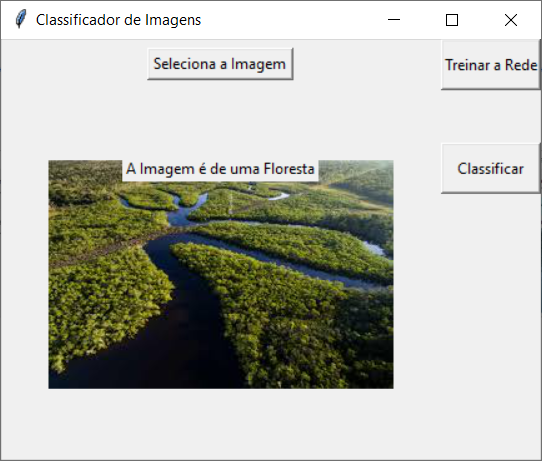 Classificador de Imagens
Seleciona a Imagem
Treinar a Rede
A Imagem é de uma Floresta
Classificar